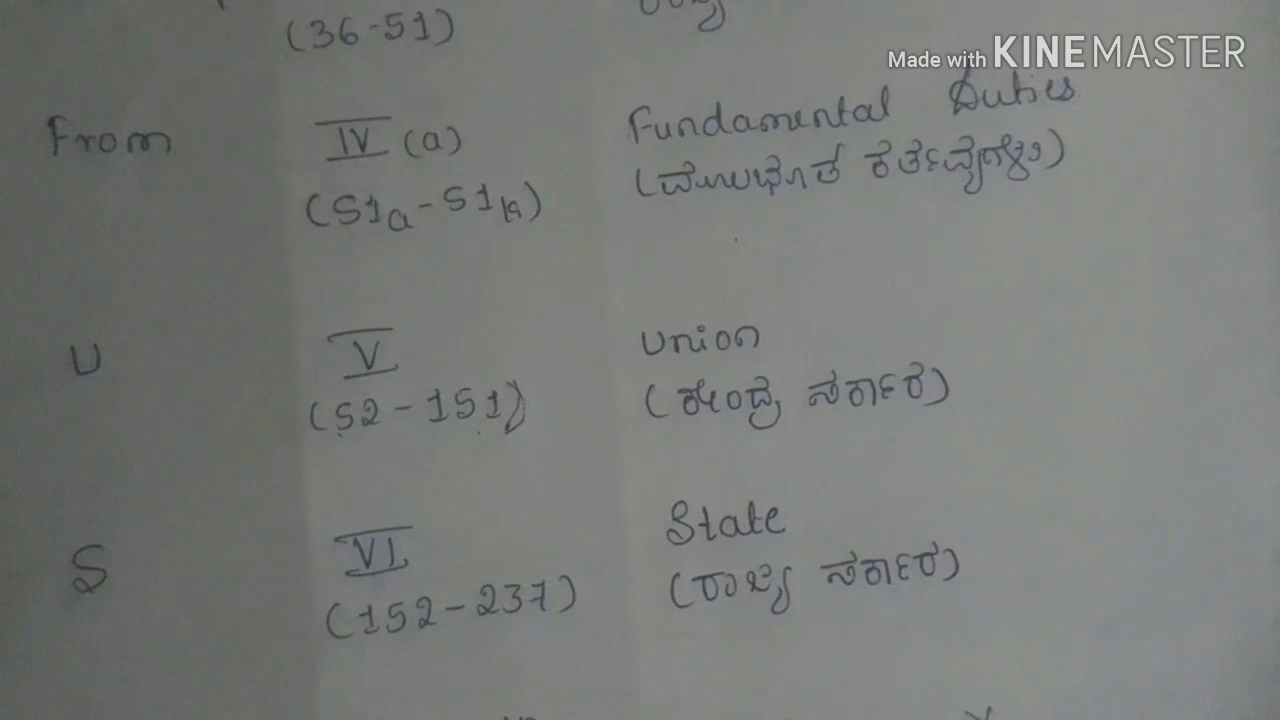 (36-51)
Made with KINEMASTER
From IV (a) Fundamental Duties
(51a - 51k) (ಮೂಲಭೂತ ಕರ್ತವ್ಯಗಳು)
U V Union
(52 - 151) (ಕೇಂದ್ರ ಸರ್ಕಾರ)
S VI State
(152 - 237) (ರಾಜ್ಯ ಸರ್ಕಾರ)